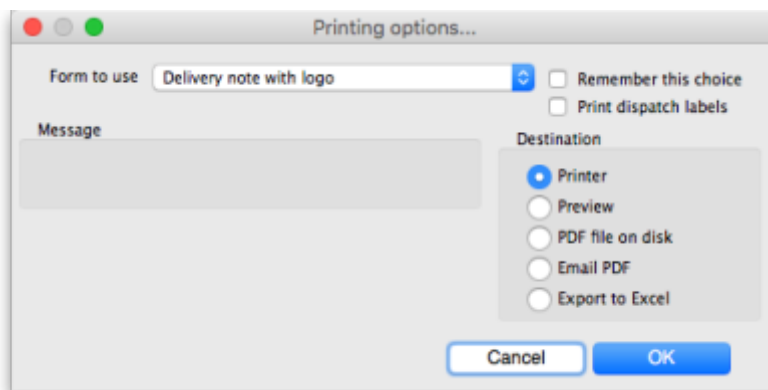 Printing options...
Form to use Delivery note with logo Remember this choice
Print dispatch labels
Message
Destination
Printer
Preview
PDF file on disk
Email PDF
Export to Excel
Cancel OK